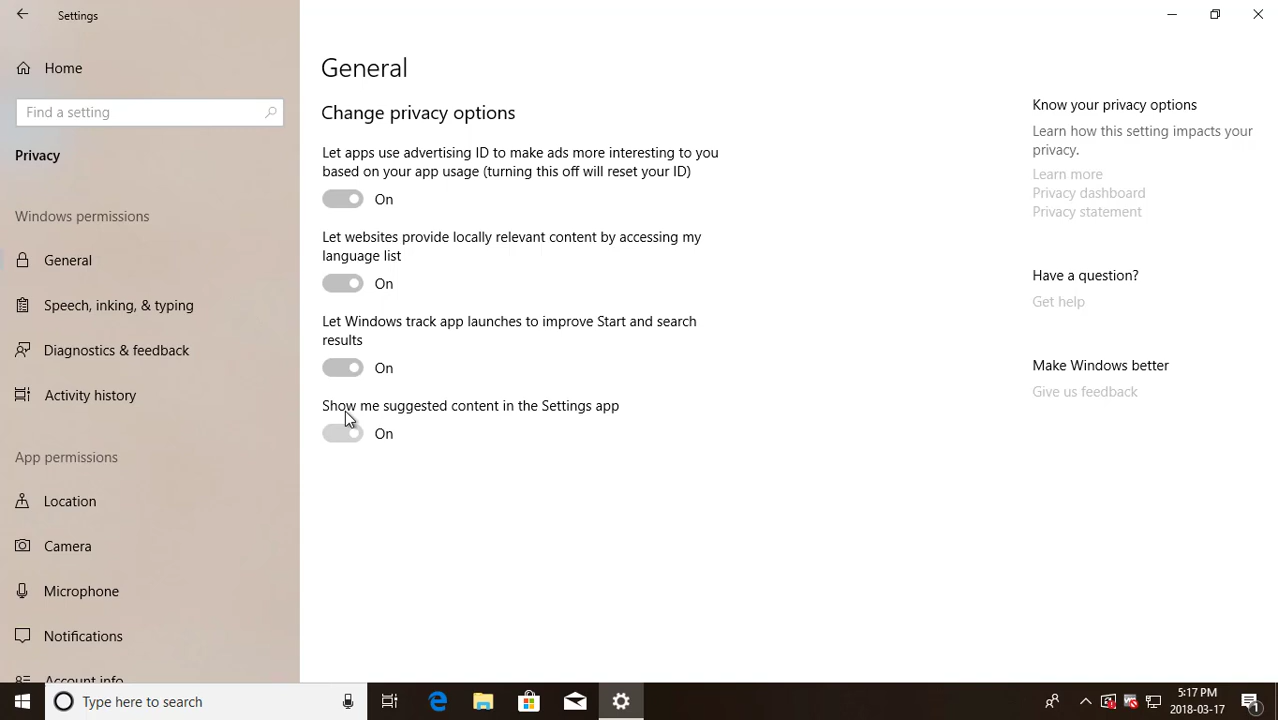 Settings
Home
Find a setting
Privacy
Windows permissions
General
Speech, inking, & typing
Diagnostics & feedback
Activity history
App permissions
Location
Camera
Microphone
Notifications
Account info
General
Change privacy options
Let apps use advertising ID to make ads more interesting to you
based on your app usage (turning this off will reset your ID)
On
Let websites provide locally relevant content by accessing my
language list
On
Let Windows track app launches to improve Start and search
results
On
Show me suggested content in the Settings app
On
Know your privacy options
Learn how this setting impacts your
privacy.
Learn more
Privacy dashboard
Privacy statement
Have a question?
Get help
Make Windows better
Give us feedback
Type here to search
5:17 PM
2018-03-17
1